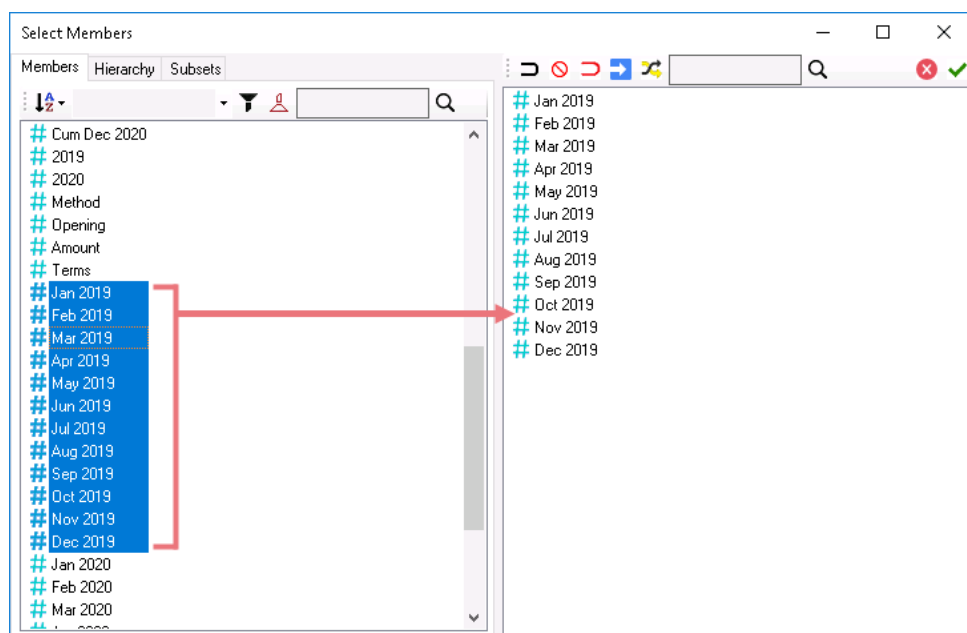 Select Members
Members Hierarchy Subsets
Cum Dec 2020
2019
2020
Method
Opening
Amount
Terms
Jan 2019
Feb 2019
Mar 2019
Apr 2019
May 2019
Jun 2019
Jul 2019
Aug 2019
Sep 2019
Oct 2019
Nov 2019
Dec 2019
Jan 2020
Feb 2020
Mar 2020
Jan 2019
Feb 2019
Mar 2019
Apr 2019
May 2019
Jun 2019
Jul 2019
Aug 2019
Sep 2019
Oct 2019
Nov 2019
Dec 2019